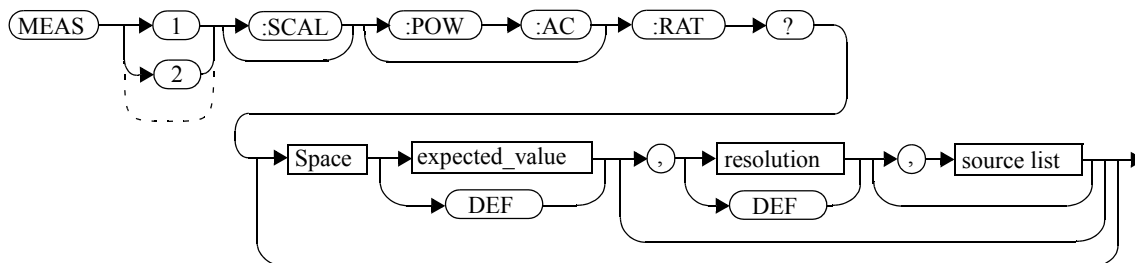 MEAS 1 :SCAL :POW :AC :RAT ?
2
Space expected_value , resolution , source list
DEF DEF